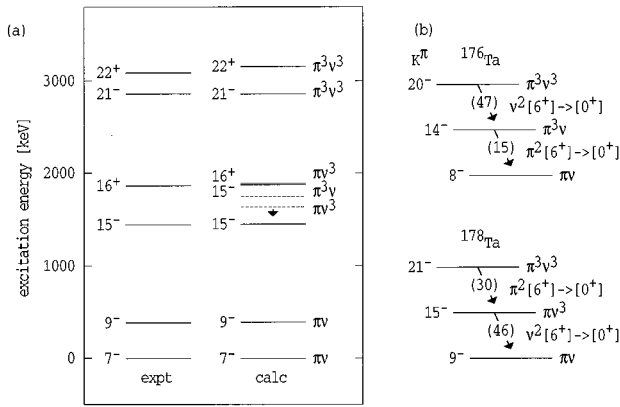 (a)
excitation energy [keV]
3000
2000
1000
0
22⁺
21⁻
16⁺
15⁻
9⁻
7⁻
expt
22⁺ π³ν³
21⁻ π³ν³
16⁺ πν³
15⁻ π³ν
πν³
15⁻
9⁻ πν
7⁻ πν
calc
(b)
K^π ¹⁷⁶Ta
20⁻ π³ν³
(47) ν²[6⁺]->[0⁺]
14⁻ π³ν
(15) π²[6⁺]->[0⁺]
8⁻ πν
¹⁷⁸Ta
21⁻ π³ν³
(30) π²[6⁺]->[0⁺]
15⁻ πν³
(46) ν²[6⁺]->[0⁺]
9⁻ πν